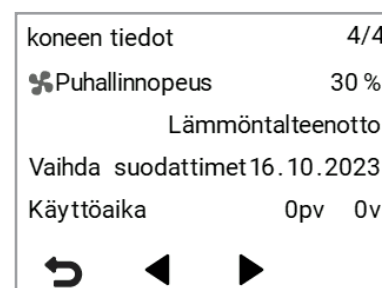 koneen tiedot 4/4
Puhallinnopeus 30 %
Lämmöntalteenotto
Vaihda suodattimet 16.10.2023
Käyttöaika 0pv 0v